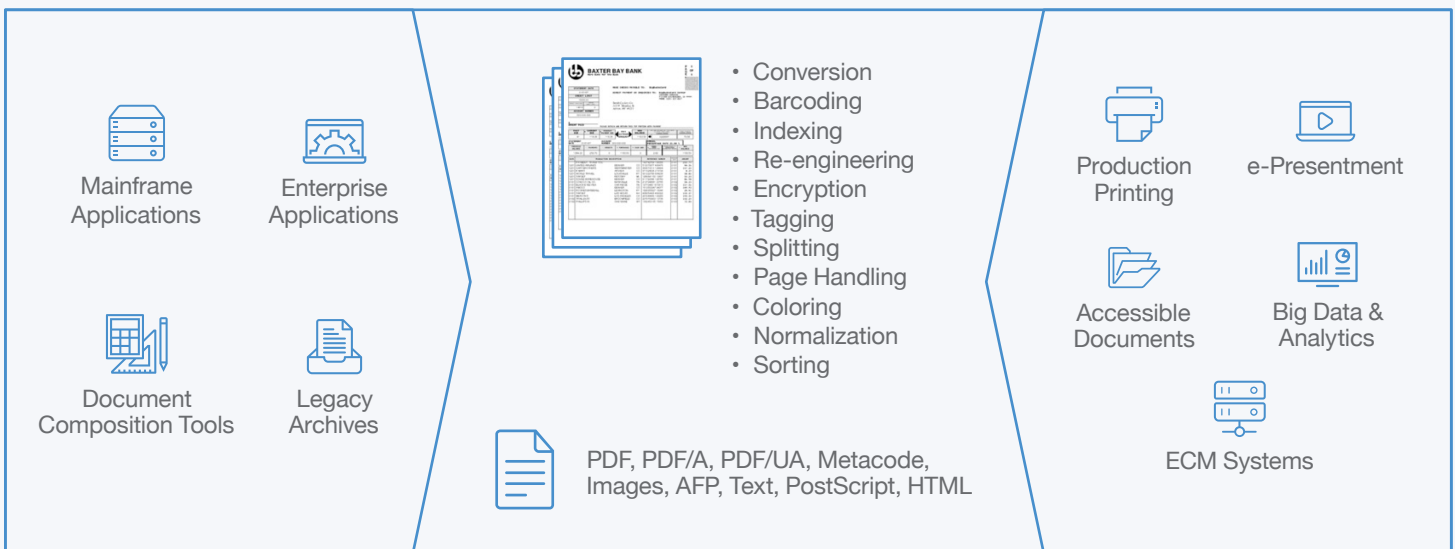 Mainframe
Applications
Enterprise
Applications
Document
Composition Tools
Legacy
Archives
BAXTER BAY BANK
• Conversion
• Barcoding
• Indexing
• Re-engineering
• Encryption
• Tagging
• Splitting
• Page Handling
• Coloring
• Normalization
• Sorting
PDF, PDF/A, PDF/UA, Metacode,
Images, AFP, Text, PostScript, HTML
Production
Printing
e-Presentment
Accessible
Documents
Big Data &
Analytics
ECM Systems